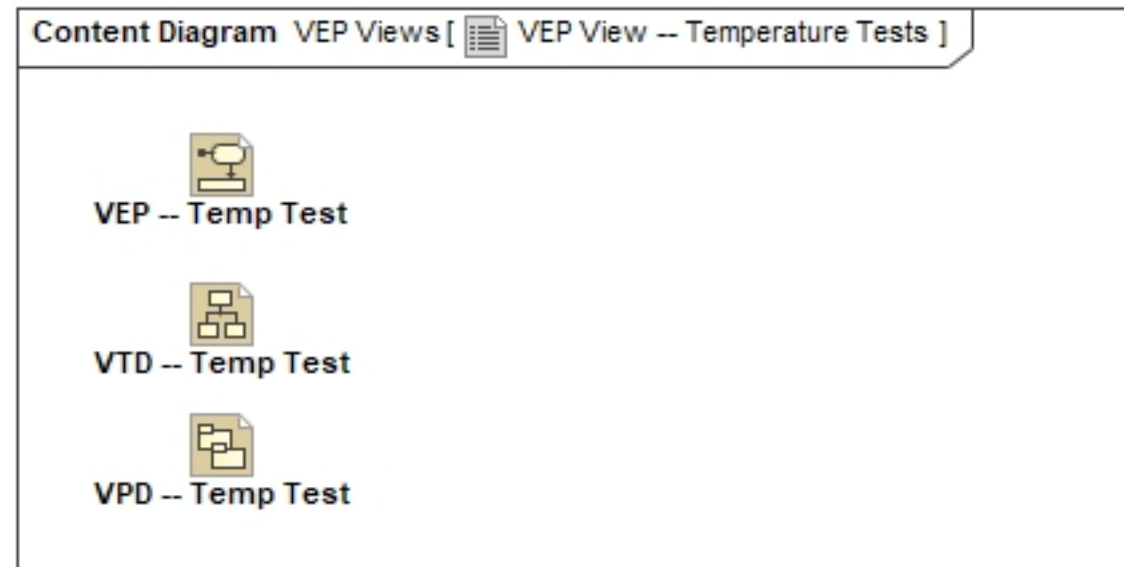 Content Diagram VEP Views [ VEP View -- Temperature Tests ]
VEP -- Temp Test
VTD -- Temp Test
VPD -- Temp Test